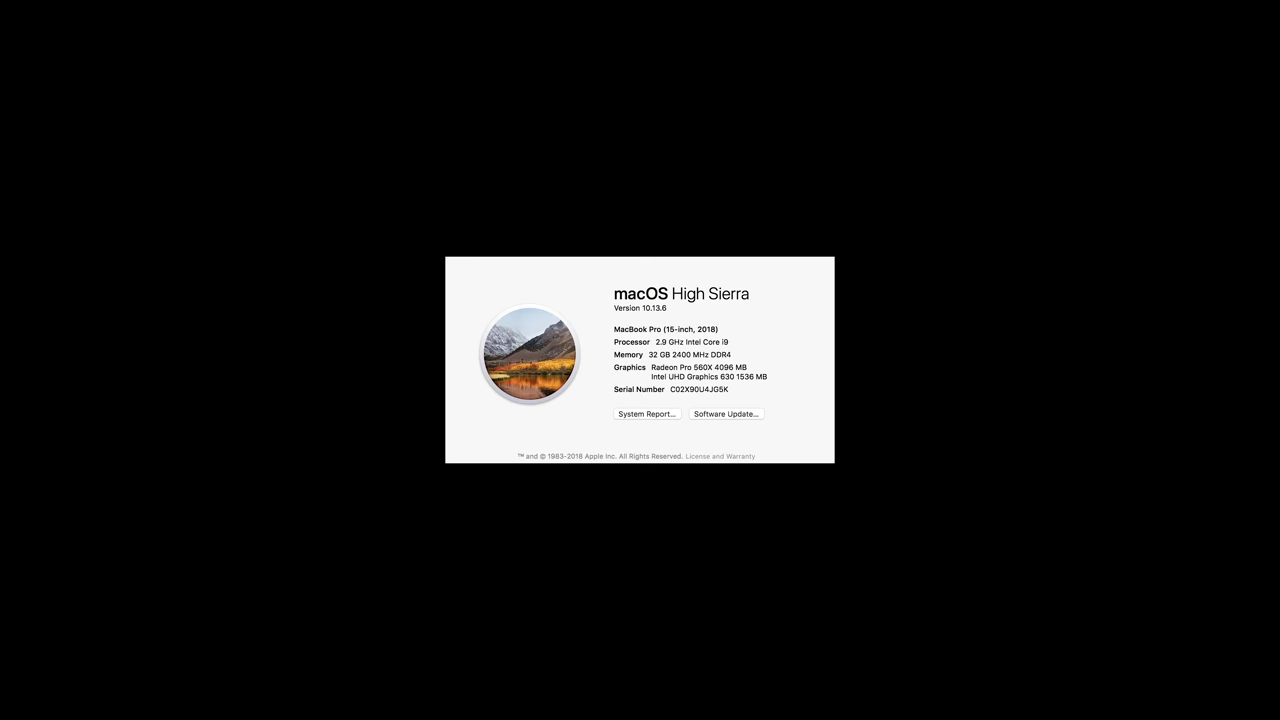 macOS High Sierra
Version 10.13.6
MacBook Pro (15-inch, 2018)
Processor 2.9 GHz Intel Core i9
Memory 32 GB 2400 MHz DDR4
Graphics Radeon Pro 560X 4096 MB
Intel UHD Graphics 630 1536 MB
Serial Number C02X90U4JG5K
System Report... Software Update...
™ and © 1983-2018 Apple Inc. All Rights Reserved. License and Warranty